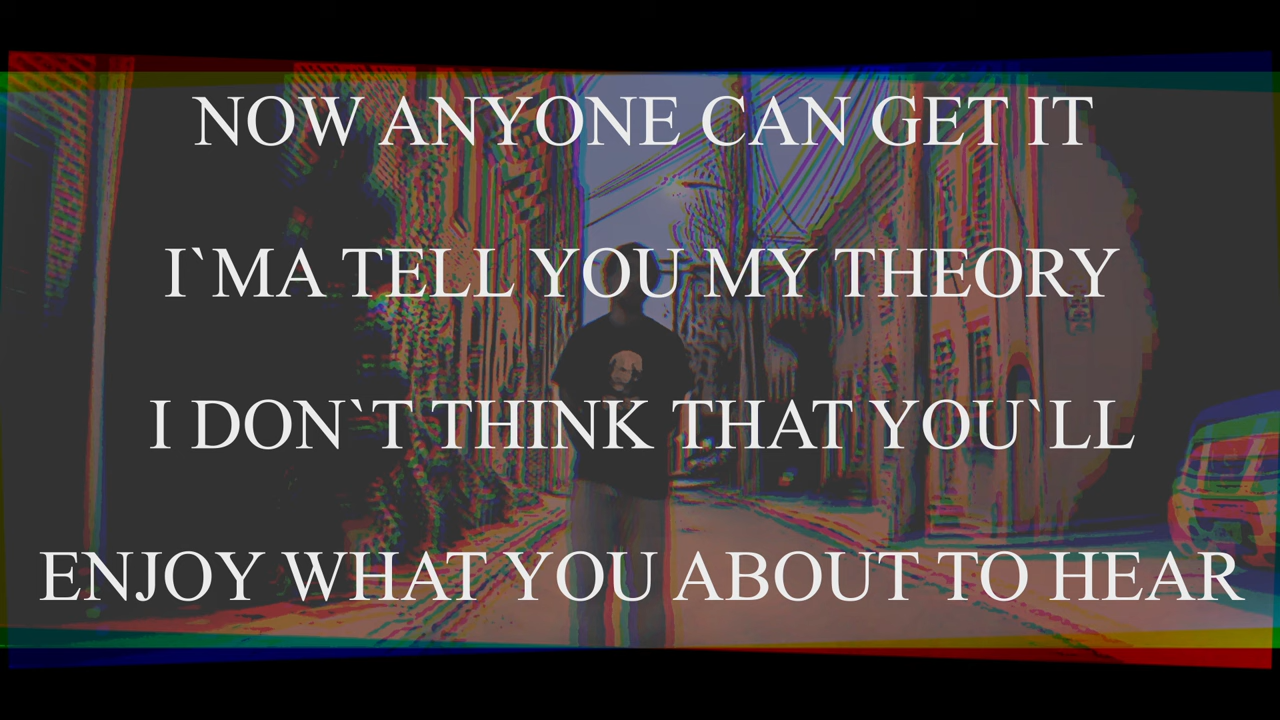 NOW ANYONE CAN GET IT
I`MA TELL YOU MY THEORY
I DON`T THINK THAT YOU`LL
ENJOY WHAT YOU ABOUT TO HEAR